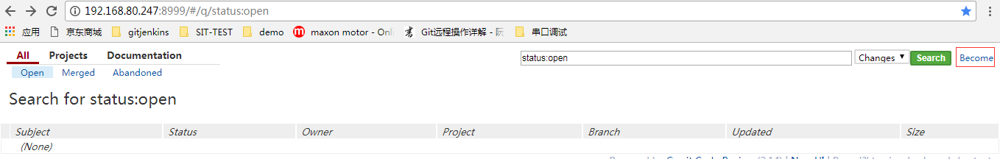 192.168.80.247:8999/#/q/status:open
应用 京东商城 gitjenkins SIT-TEST demo maxon motor - Onli Git远程操作详解 - 阮 串口调试
All Projects Documentation
status:open Changes Search Become
Open Merged Abandoned
Search for status:open
Subject Status Owner Project Branch Updated Size
(None)